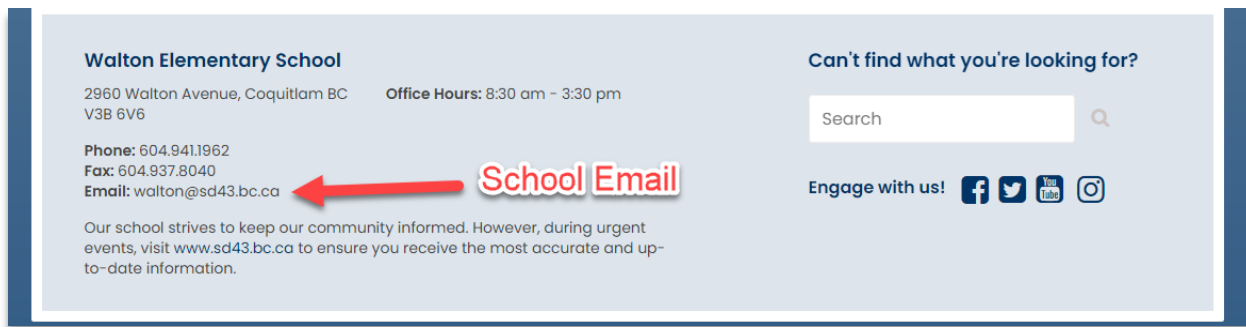 Walton Elementary School
2960 Walton Avenue, Coquitlam BC
V3B 6V6
Office Hours: 8:30 am - 3:30 pm
Phone: 604.941.1962
Fax: 604.937.8040
Email: walton@sd43.bc.ca
School Email
Our school strives to keep our community informed. However, during urgent
events, visit www.sd43.bc.ca to ensure you receive the most accurate and up-
to-date information.
Can't find what you're looking for?
Search
Engage with us!
You
Tube